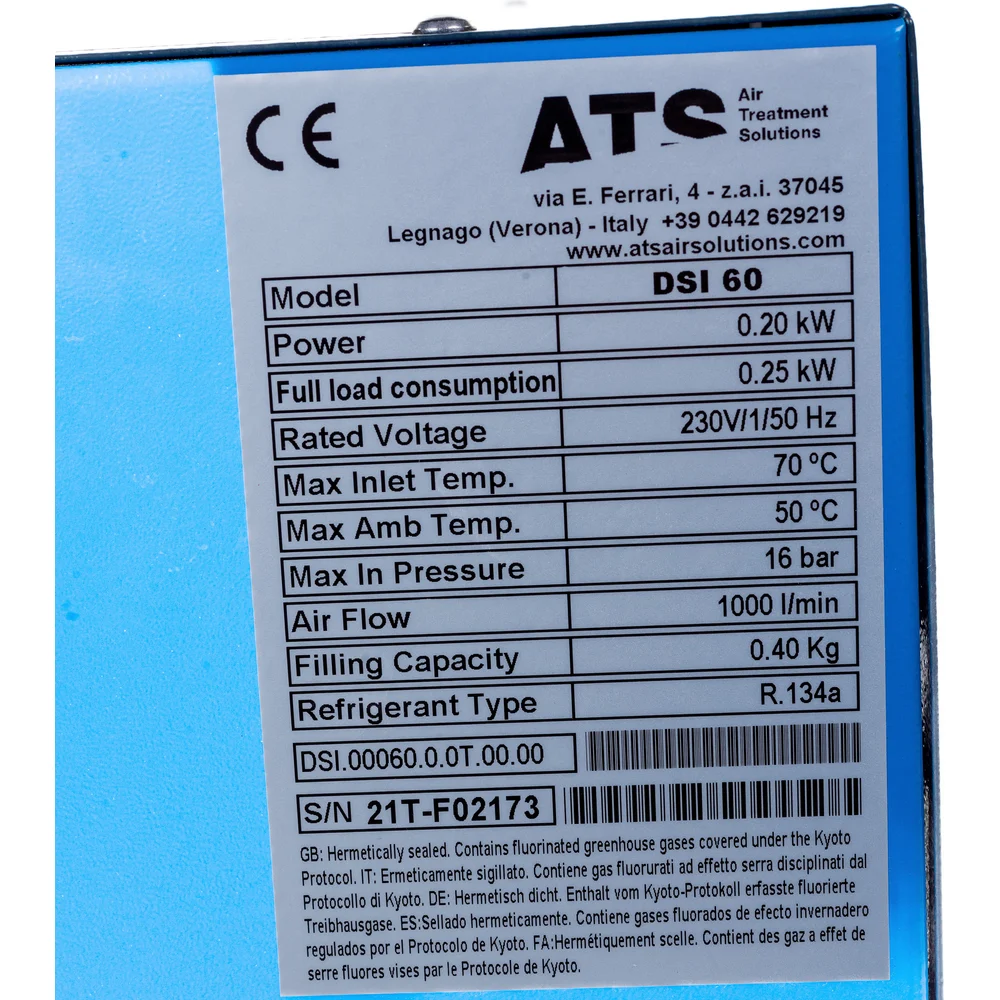 CE
ATS
Air
Treatment
Solutions
via E. Ferrari, 4 - z.a.i. 37045
Legnago (Verona) - Italy +39 0442 629219
www.atsairsolutions.com
Model DSI 60
Power 0.20 kW
Full load consumption 0.25 kW
Rated Voltage 230V/1/50 Hz
Max Inlet Temp. 70 ºC
Max Amb Temp. 50 ºC
Max In Pressure 16 bar
Air Flow 1000 l/min
Filling Capacity 0.40 Kg
Refrigerant Type R.134a
DSI.00060.0.0T.00.00
S/N 21T-F02173
GB: Hermetically sealed. Contains fluorinated greenhouse gases covered under the Kyoto
Protocol. IT: Ermeticamente sigillato. Contiene gas fluorurati ad effetto serra disciplinati dal
Protocollo di Kyoto. DE: Hermetisch dicht. Enthalt vom Kyoto-Protokoll erfasste fluorierte
Treibhausgase. ES:Sellado hermeticamente. Contiene gases fluorados de efecto invernadero
regulados por el Protocolo de Kyoto. FA:Hermétiquement scelle. Contient des gaz a effet de
serre fluores vises par le Protocole de Kyoto.